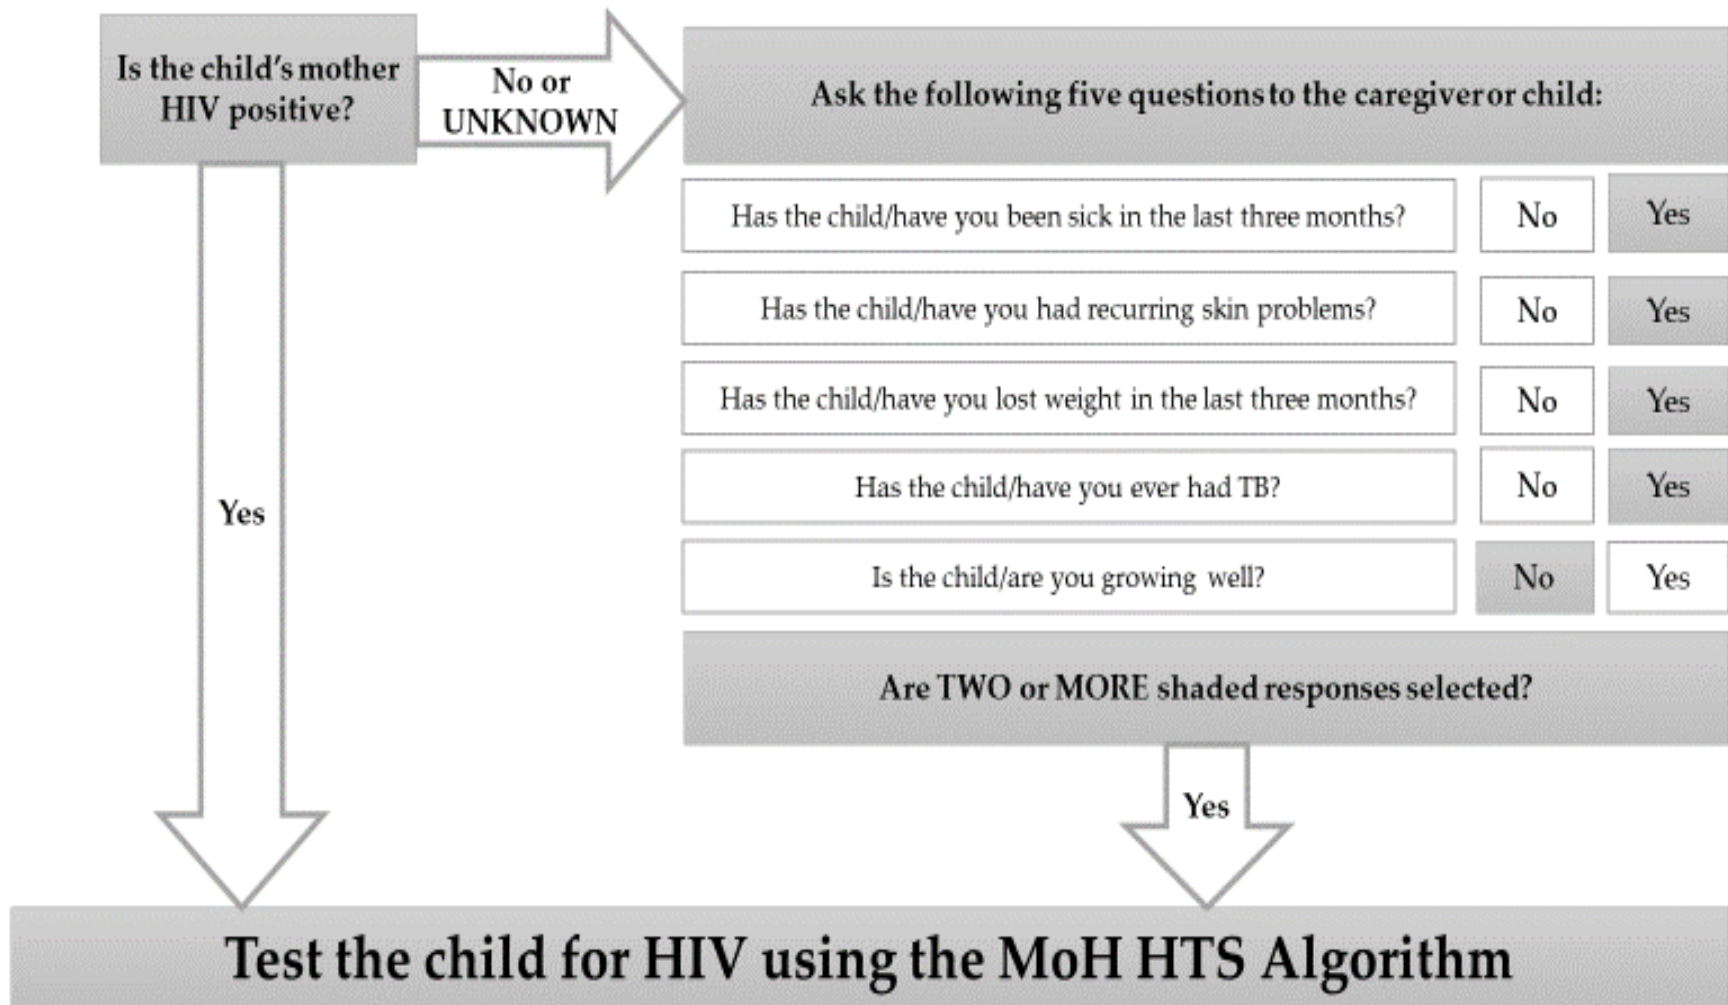 Is the child's mother
HIV positive?
No or
UNKNOWN
Ask the following five questions to the caregiver or child:
Has the child/have you been sick in the last three months?
No
Yes
Has the child/have you had recurring skin problems?
No
Yes
Has the child/have you lost weight in the last three months?
No
Yes
Has the child/have you ever had TB?
No
Yes
Is the child/are you growing well?
No
Yes
Are TWO or MORE shaded responses selected?
Yes
Yes
Test the child for HIV using the MoH HTS Algorithm